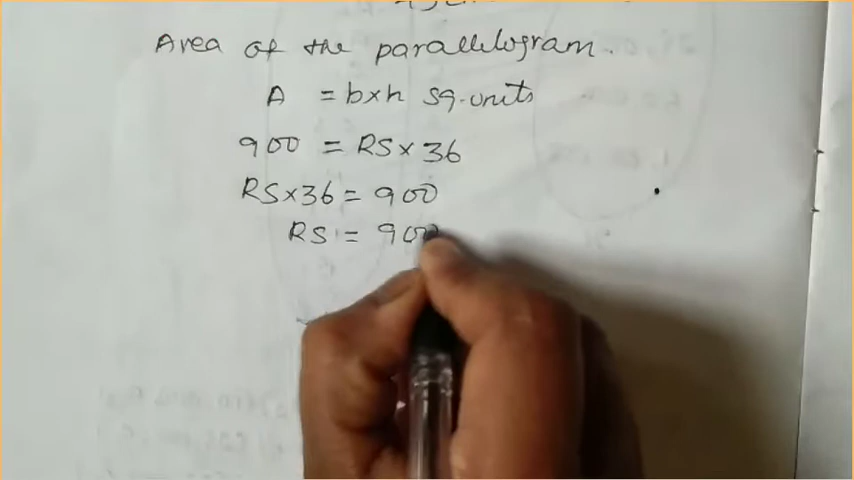 Area of the parallelogram.
A = b×h sq.units
900 = RS×36
RS×36 = 900
RS = 900